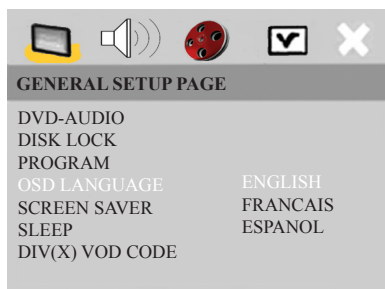 GENERAL SETUP PAGE
DVD-AUDIO
DISK LOCK
PROGRAM
OSD LANGUAGE ENGLISH
SCREEN SAVER FRANCAIS
SLEEP ESPANOL
DIV(X) VOD CODE